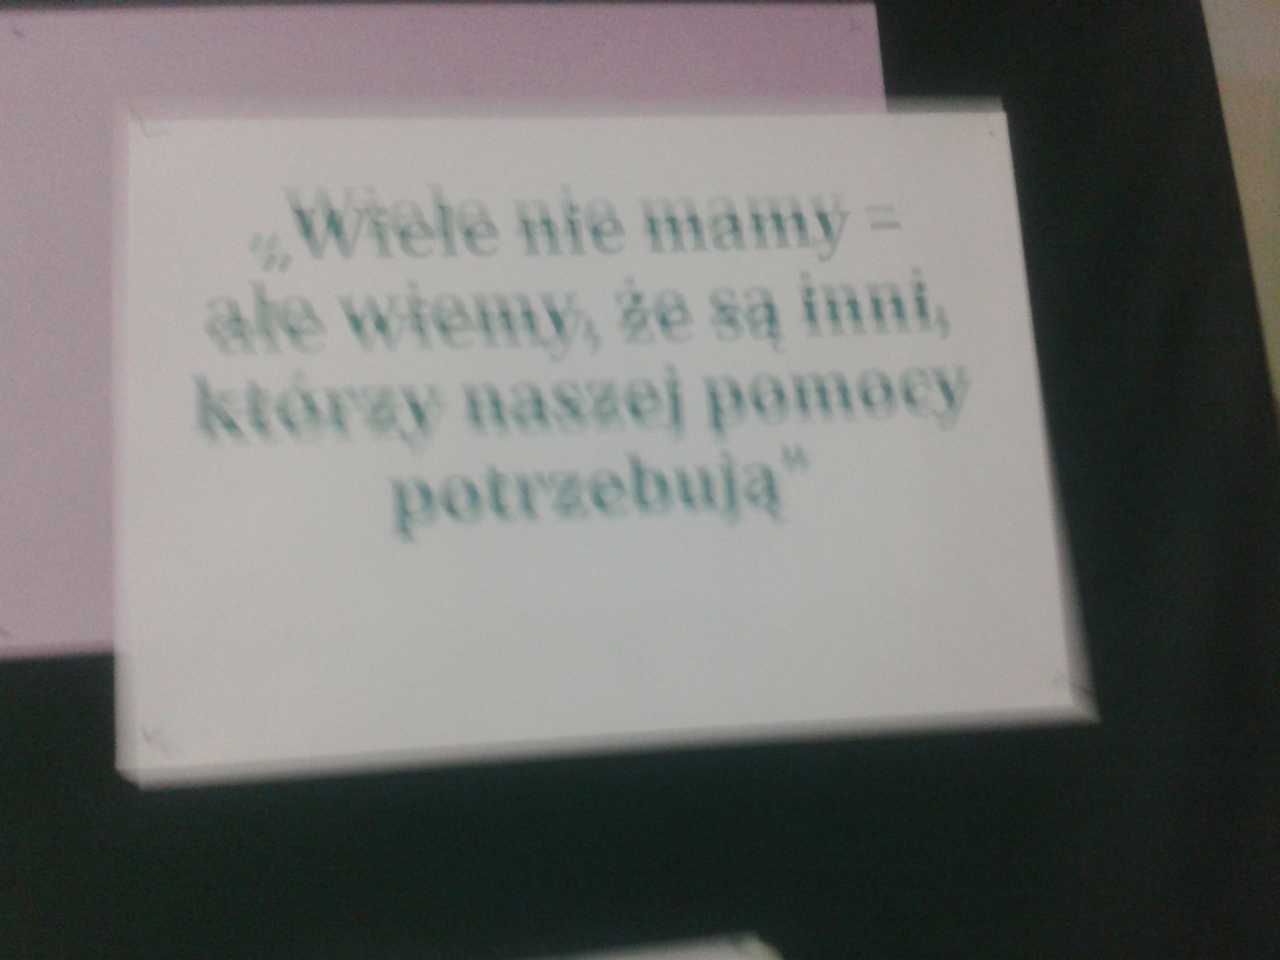 „Wiele nie mamy –
ale wiemy, że są inni,
którzy naszej pomocy
potrzebują”